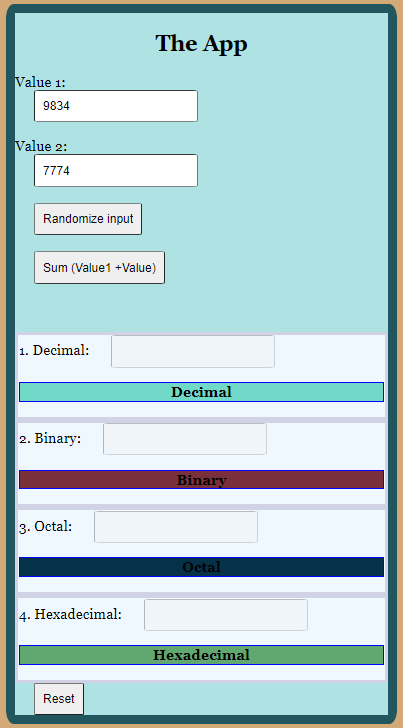 The App
Value 1:
9834
Value 2:
7774
Randomize input
Sum (Value1 +Value)
1. Decimal:
Decimal
2. Binary:
Binary
3. Octal:
Octal
4. Hexadecimal:
Hexadecimal
Reset